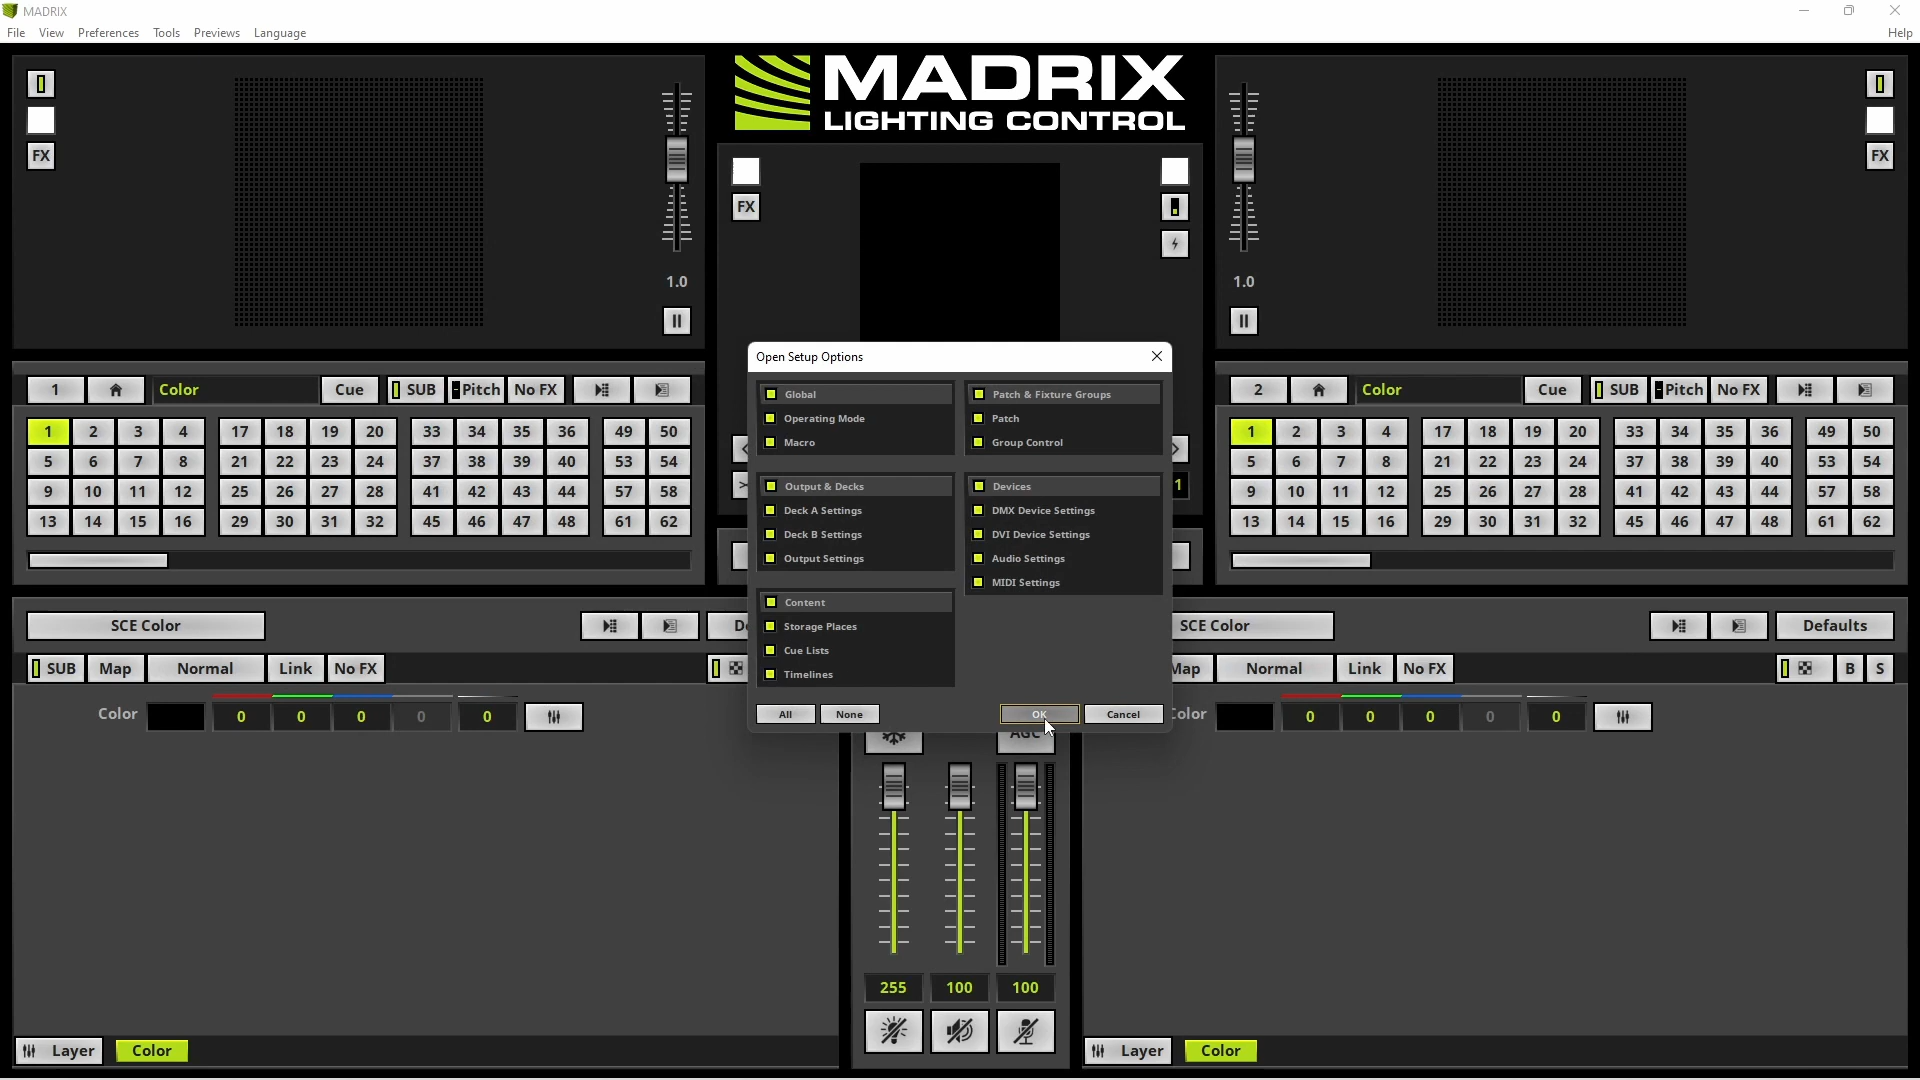 MADRIX
File View Preferences Tools Previews Language Help
MADRIX
LIGHTING CONTROL
FX FX FX
1.0 1.0
1 Color Cue SUB Pitch No FX
1 2 3 4 17 18 19 20 33 34 35 36 49 50
5 6 7 8 21 22 23 24 37 38 39 40 53 54
9 10 11 12 25 26 27 28 41 42 43 44 57 58
13 14 15 16 29 30 31 32 45 46 47 48 61 62
Open Setup Options
Global
Operating Mode
Macro
Output & Decks
Deck A Settings
Deck B Settings
Output Settings
Content
Storage Places
Cue Lists
Timelines
Patch & Fixture Groups
Patch
Group Control
Devices
DMX Device Settings
DVI Device Settings
Audio Settings
MIDI Settings
All None OK Cancel
1
2 Color Cue SUB Pitch No FX
1 2 3 4 17 18 19 20 33 34 35 36 49 50
5 6 7 8 21 22 23 24 37 38 39 40 53 54
9 10 11 12 25 26 27 28 41 42 43 44 57 58
13 14 15 16 29 30 31 32 45 46 47 48 61 62
SCE Color
SUB Map Normal Link No FX
Color 0 0 0 0 0
Layer Color
AGC
255 100 100
SCE Color Defaults
Normal Link No FX B S
0 0 0 0 0
Layer Color